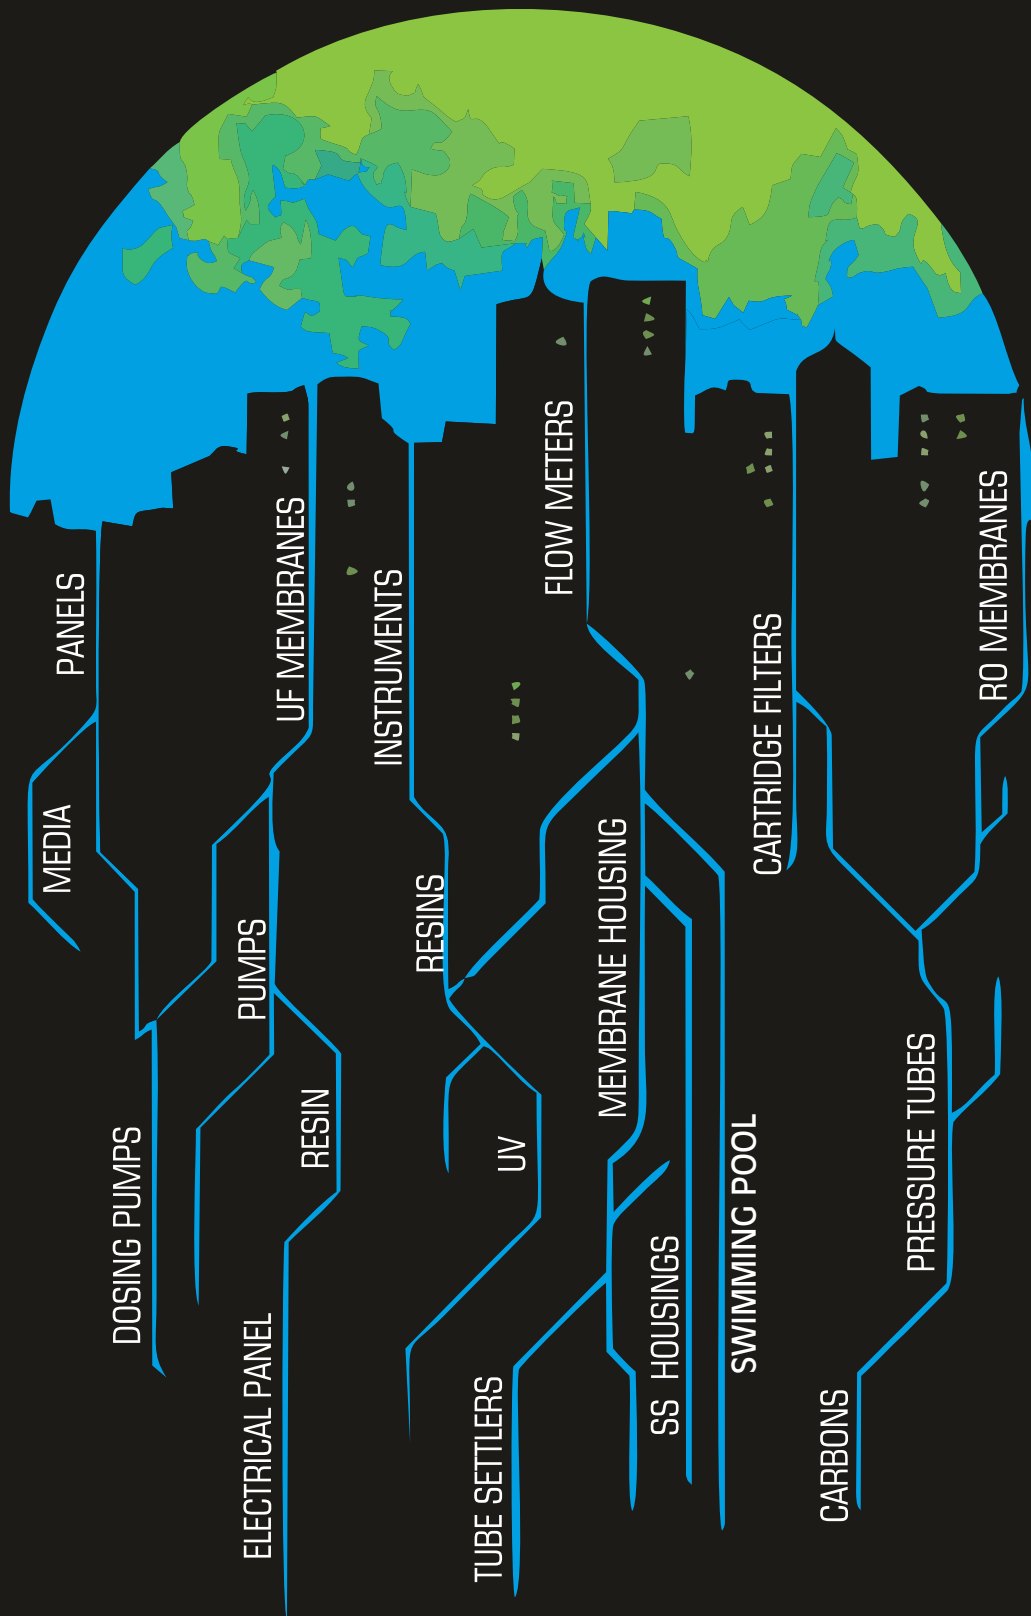 PANELS
MEDIA
UF MEMBRANES
INSTRUMENTS
FLOW METERS
CARTRIDGE FILTERS
RO MEMBRANES
PUMPS
RESINS
MEMBRANE HOUSING
DOSING PUMPS
RESIN
UV
SWIMMING POOL
PRESSURE TUBES
ELECTRICAL PANEL
TUBE SETTLERS
SS HOUSINGS
CARBONS